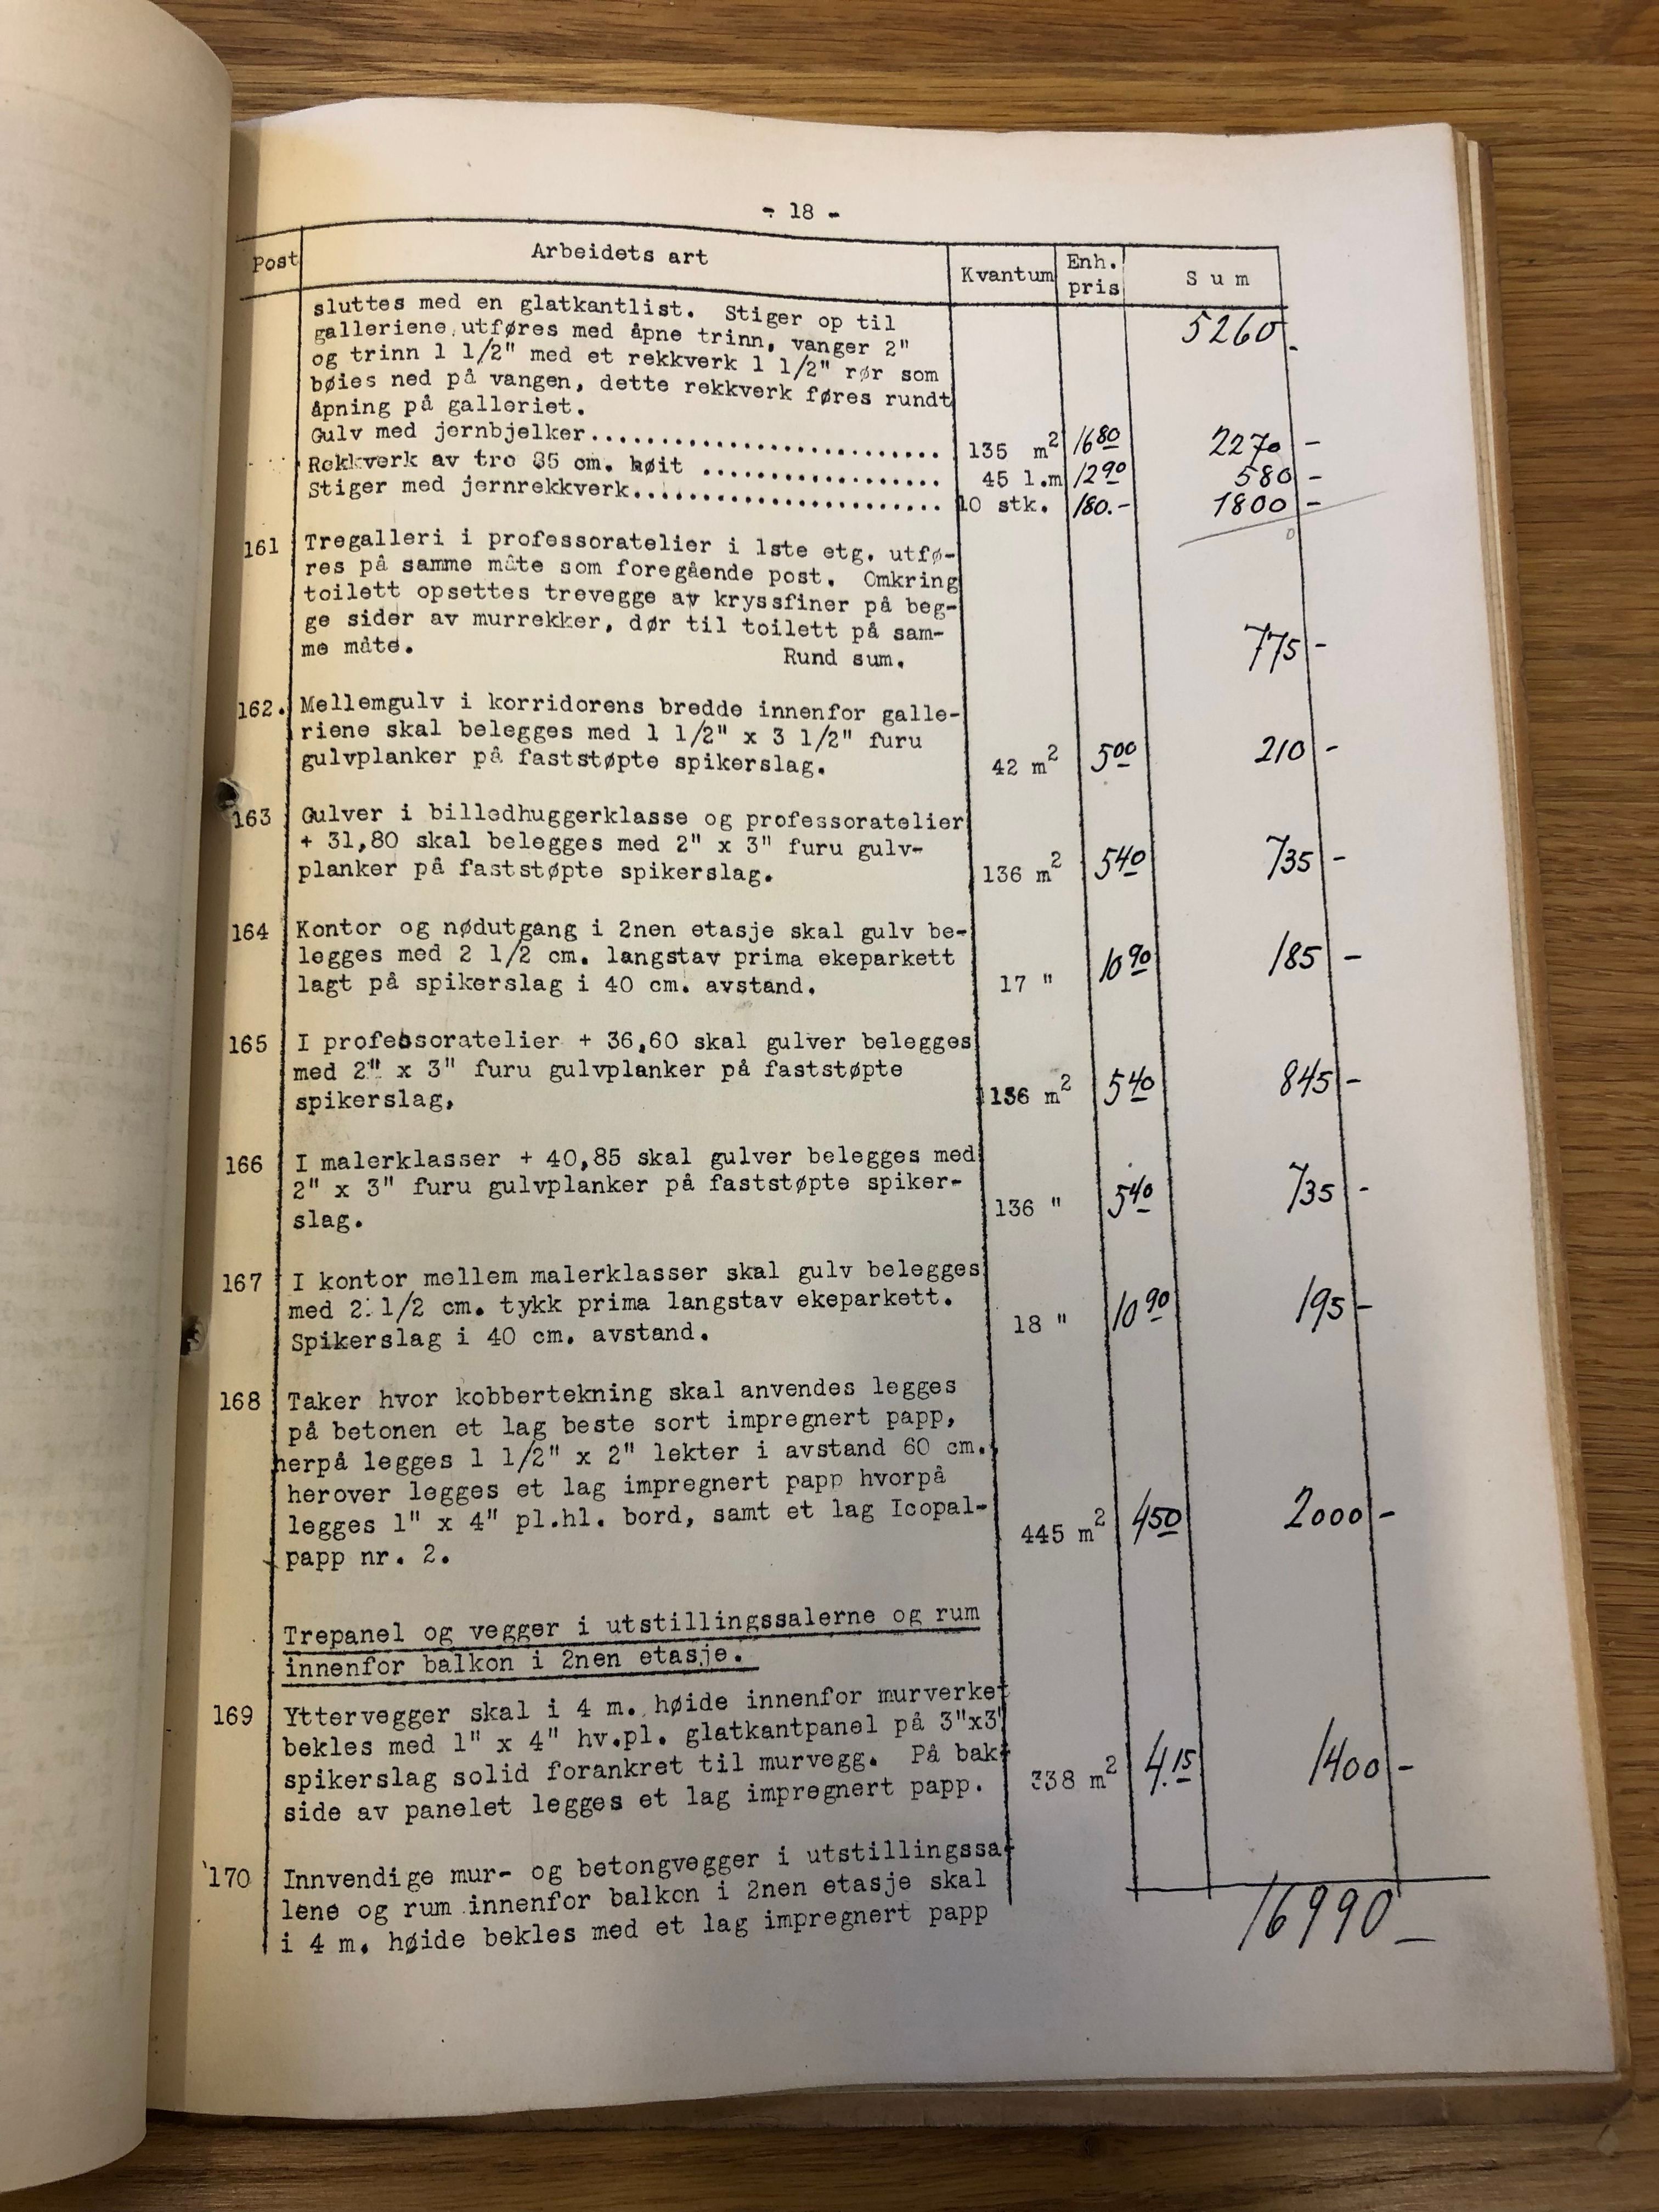 - 18 -
Post Arbeidets art Kvantum Enh. pris Sum
sluttes med en glatkantlist. Stiger op til 5260.
galleriene utføres med åpne trinn, vanger 2"
og trinn 1 1/2" med et rekkverk 1 1/2" rør som
bøies ned på vangen, dette rekkverk føres rundt
åpning på galleriet.
Gulv med jernbjelker......................... 135 m2 16 80 2270 -
Rekkverk av tre 85 cm. høit .................. 45 l.m 12 90 580 -
Stiger med jernrekkverk....................... 10 stk. 180.- 1800 -
161 Tregalleri i professoratelier i 1ste etg. utfø-
res på samme måte som foregående post. Omkring
toilett opsettes trevegge av kryssfiner på beg-
ge sider av murrekker, dør til toilett på sam-
me måte. Rund sum. 775 -
162. Mellemgulv i korridorens bredde innenfor galle-
riene skal belegges med 1 1/2" x 3 1/2" furu
gulvplanker på faststøpte spikerslag. 42 m2 5 00 210 -
163 Gulver i billedhuggerklasse og professoratelier
+ 31,80 skal belegges med 2" x 3" furu gulv-
planker på faststøpte spikerslag. 136 m2 5 40 735 -
164 Kontor og nødutgang i 2nen etasje skal gulv be-
legges med 2 1/2 cm. langstav prima ekeparkett
lagt på spikerslag i 40 cm. avstand. 17 " 10 90 185 -
165 I professoratelier + 36,60 skal gulver belegges
med 2" x 3" furu gulvplanker på faststøpte
spikerslag, m2 5 40 845 -
166 I malerklasser + 40,85 skal gulver belegges med
2" x 3" furu gulvplanker på faststøpte spiker-
slag. 136 " 5 40 735 -
167 I kontor mellem malerklasser skal gulv belegges
med 2 1/2 cm. tykk prima langstav ekeparkett.
Spikerslag i 40 cm. avstand. 18 " 10 90 195 -
168 Taker hvor kobbertekning skal anvendes legges
på betonen et lag beste sort impregnert papp,
herpå legges 1 1/2" x 2" lekter i avstand 60 cm.
herover legges et lag impregnert papp hvorpå
legges 1" x 4" pl.hl. bord, samt et lag Icopal-
papp nr. 2. 445 m2 4 50 2000 -
Trepanel og vegger i utstillingssalerne og rum
innenfor balkon i 2nen etasje.
169 Yttervegger skal i 4 m. høide innenfor murverket
bekles med 1" x 4" hv.pl. glatkantpanel på 3"x3"
spikerslag solid forankret til murvegg. På bak-
side av panelet legges et lag impregnert papp. 338 m2 4.15 1400 -
170 Innvendige mur- og betongvegger i utstillingssa-
lene og rum innenfor balkon i 2nen etasje skal
i 4 m. høide bekles med et lag impregnert papp
16990 -